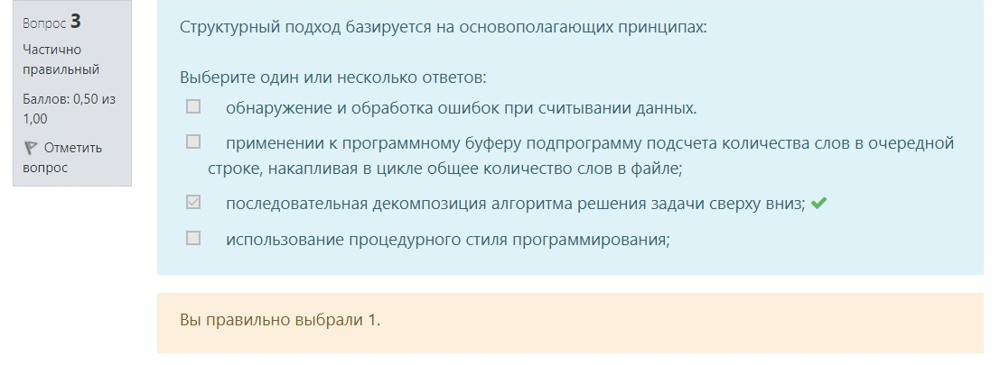 Вопрос 3
Частично
правильный
Баллов: 0,50 из
1,00
Отметить
вопрос
Структурный подход базируется на основополагающих принципах:
Выберите один или несколько ответов:
обнаружение и обработка ошибок при считывании данных.
применении к программному буферу подпрограмму подсчета количества слов в очередной
строке, накапливая в цикле общее количество слов в файле;
последовательная декомпозиция алгоритма решения задачи сверху вниз;
использование процедурного стиля программирования;
Вы правильно выбрали 1.